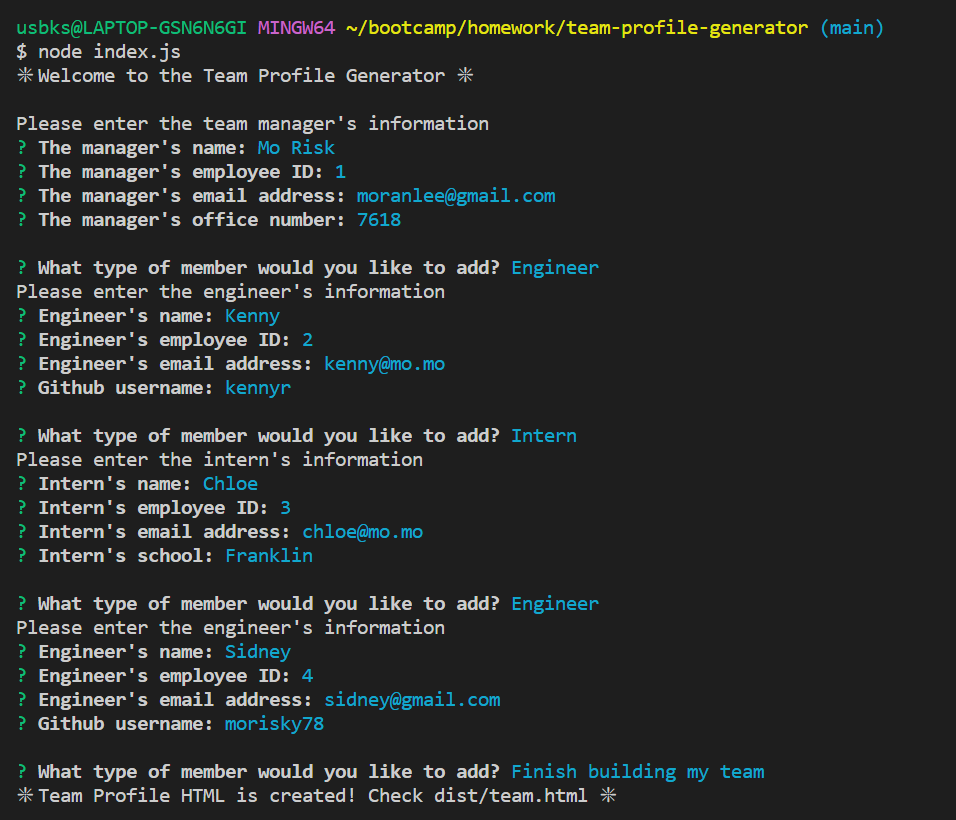 usbks@LAPTOP-GSN6N6GI MINGW64 ~/bootcamp/homework/team-profile-generator (main)
$ node index.js
❈Welcome to the Team Profile Generator ❈
Please enter the team manager's information
? The manager's name: Mo Risk
? The manager's employee ID: 1
? The manager's email address: moranlee@gmail.com
? The manager's office number: 7618
? What type of member would you like to add? Engineer
Please enter the engineer's information
? Engineer's name: Kenny
? Engineer's employee ID: 2
? Engineer's email address: kenny@mo.mo
? Github username: kennyr
? What type of member would you like to add? Intern
Please enter the intern's information
? Intern's name: Chloe
? Intern's employee ID: 3
? Intern's email address: chloe@mo.mo
? Intern's school: Franklin
? What type of member would you like to add? Engineer
Please enter the engineer's information
? Engineer's name: Sidney
? Engineer's employee ID: 4
? Engineer's email address: sidney@gmail.com
? Github username: morisky78
? What type of member would you like to add? Finish building my team
❈Team Profile HTML is created! Check dist/team.html ❈